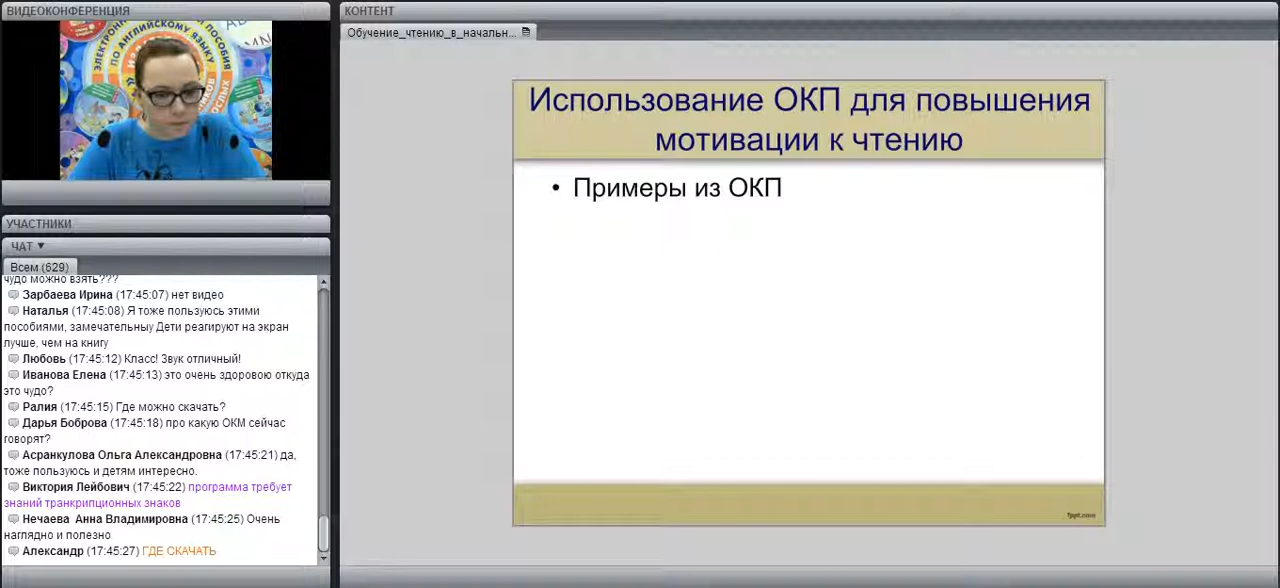 ВИДЕОКОНФЕРЕНЦИЯ
ЭЛЕКТРОНН ПОСОБИЯ
ПО АНГЛИЙСКОМУ ЯЗЫКУ
УЧАСТНИКИ
ЧАТ
Всем (629)
чудо можно взять???
Зарбаева Ирина (17:45:07) нет видео
Наталья (17:45:08) Я тоже пользуюсь этими
пособиями, замечательныу Дети реагируют на экран
лучше, чем на книгу
Любовь (17:45:12) Класс! Звук отличный!
Иванова Елена (17:45:13) это очень здоровою откуда
это чудо?
Ралия (17:45:15) Где можно скачать?
Дарья Боброва (17:45:18) про какую ОКМ сейчас
говорят?
Асранкулова Ольга Александровна (17:45:21) да,
тоже пользуюсь и детям интересно.
Виктория Лейбович (17:45:22) программа требует
знаний транкрипционных знаков
Нечаева Анна Владимировна (17:45:25) Очень
наглядно и полезно
Александр (17:45:27) ГДЕ СКАЧАТЬ
КОНТЕНТ
Обучение_чтению_в_начальн...
Использование ОКП для повышения
мотивации к чтению
• Примеры из ОКП
fppt.com